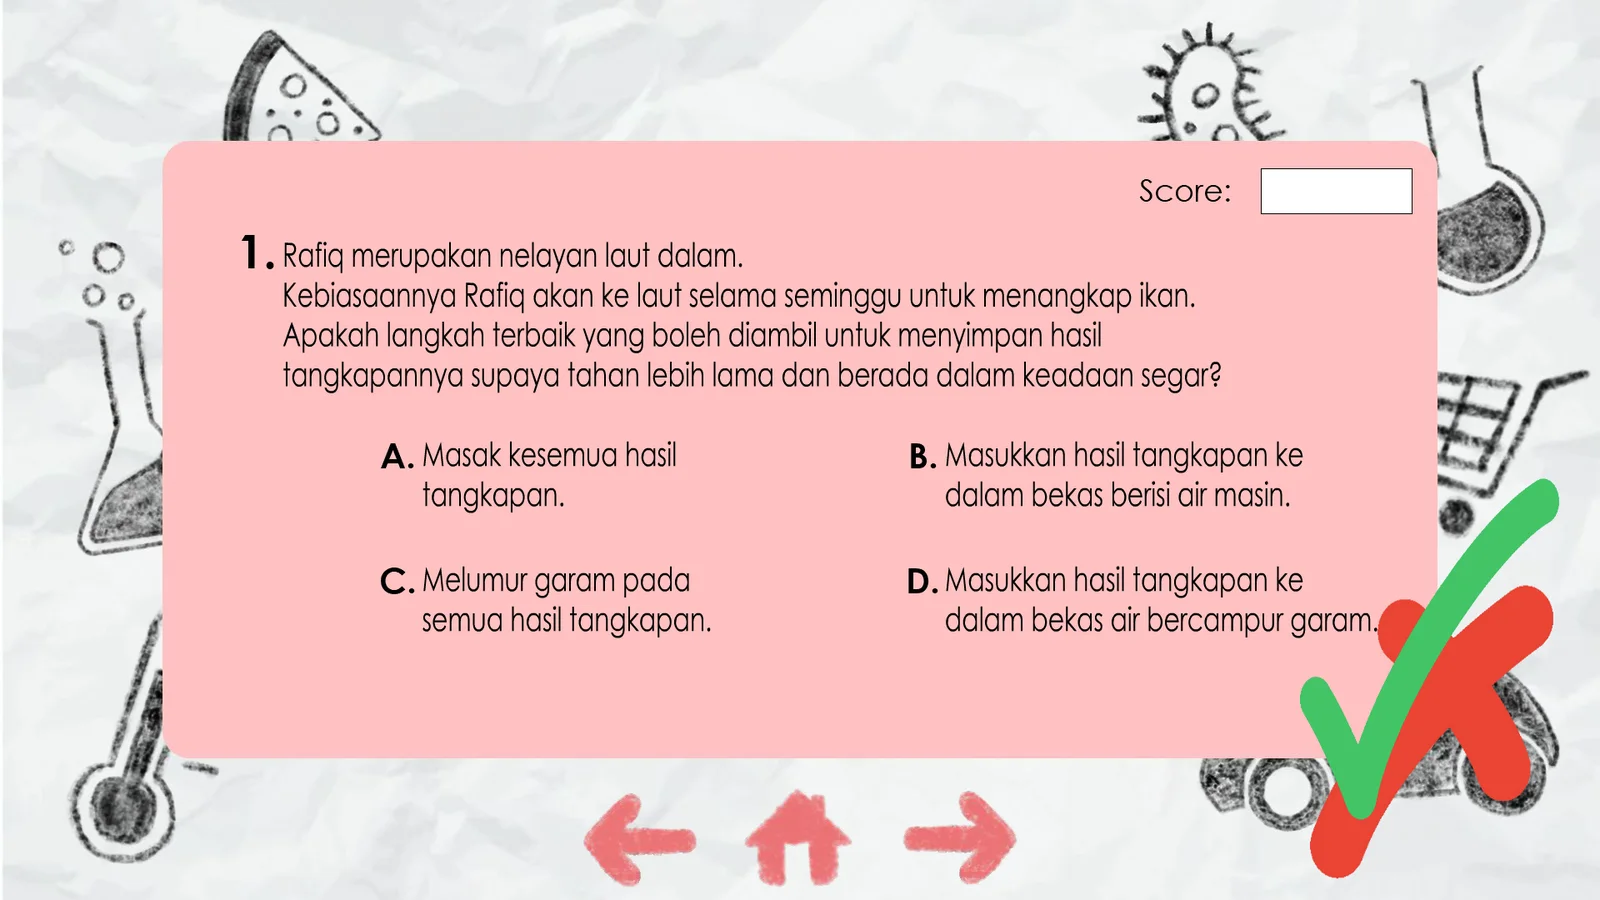 Score:
1. Rafiq merupakan nelayan laut dalam.
Kebiasaannya Rafiq akan ke laut selama seminggu untuk menangkap ikan.
Apakah langkah terbaik yang boleh diambil untuk menyimpan hasil
tangkapannya supaya tahan lebih lama dan berada dalam keadaan segar?
A. Masak kesemua hasil
tangkapan.
B. Masukkan hasil tangkapan ke
dalam bekas berisi air masin.
C. Melumur garam pada
semua hasil tangkapan.
D. Masukkan hasil tangkapan ke
dalam bekas air bercampur garam.